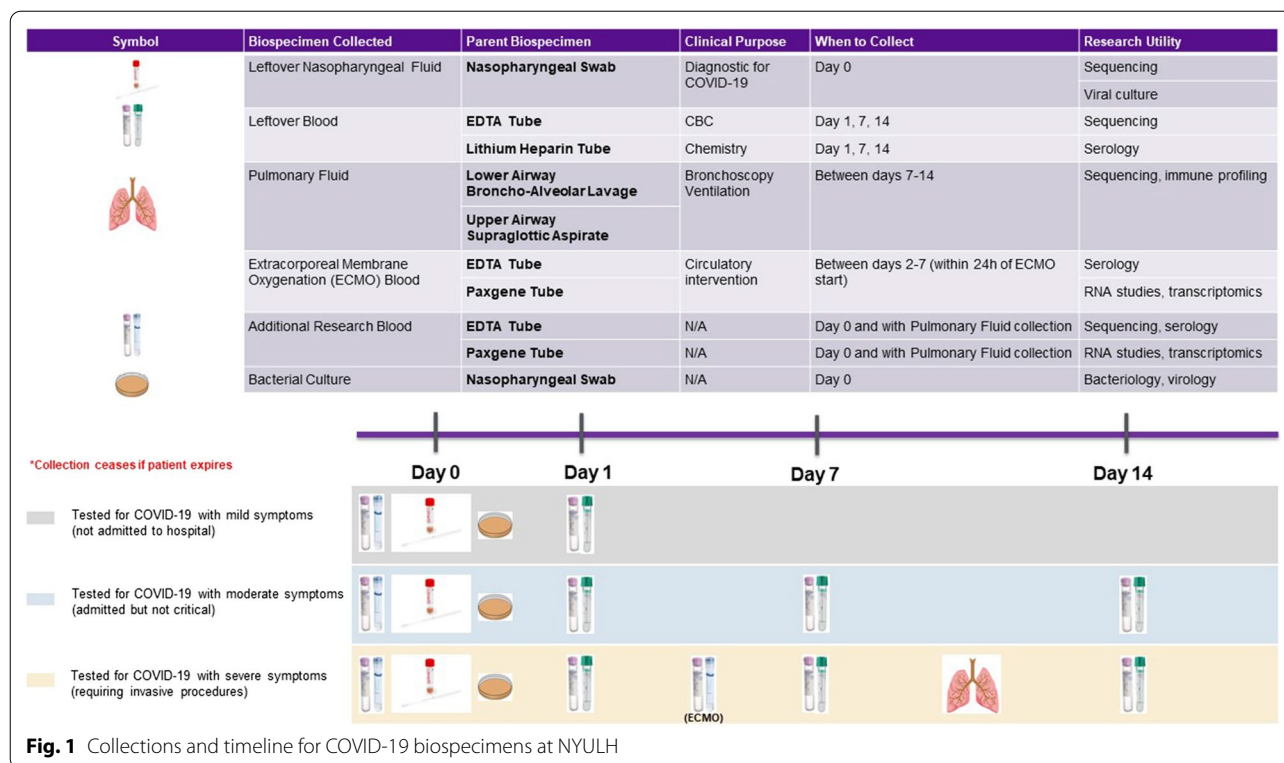 Symbol Biospecimen Collected Parent Biospecimen Clinical Purpose When to Collect Research Utility
Leftover Nasopharyngeal Fluid Nasopharyngeal Swab Diagnostic for Day 0 Sequencing
COVID-19
Viral culture
Leftover Blood EDTA Tube CBC Day 1, 7, 14 Sequencing
Lithium Heparin Tube Chemistry Day 1, 7, 14 Serology
Pulmonary Fluid Lower Airway Bronchoscopy Between days 7-14 Sequencing, immune profiling
Broncho-Alveolar Lavage Ventilation
Upper Airway
Supraglottic Aspirate
Extracorporeal Membrane EDTA Tube Circulatory Between days 2-7 (within 24h of ECMO Serology
Oxygenation (ECMO) Blood intervention start)
Paxgene Tube RNA studies, transcriptomics
Additional Research Blood EDTA Tube N/A Day 0 and with Pulmonary Fluid collection Sequencing, serology
Paxgene Tube N/A Day 0 and with Pulmonary Fluid collection RNA studies, transcriptomics
Bacterial Culture Nasopharyngeal Swab N/A Day 0 Bacteriology, virology
*Collection ceases if patient expires
Day 0 Day 1 Day 7 Day 14
Tested for COVID-19 with mild symptoms
(not admitted to hospital)
Tested for COVID-19 with moderate symptoms
(admitted but not critical)
Tested for COVID-19 with severe symptoms
(requiring invasive procedures)
(ECMO)
Fig. 1 Collections and timeline for COVID-19 biospecimens at NYULH